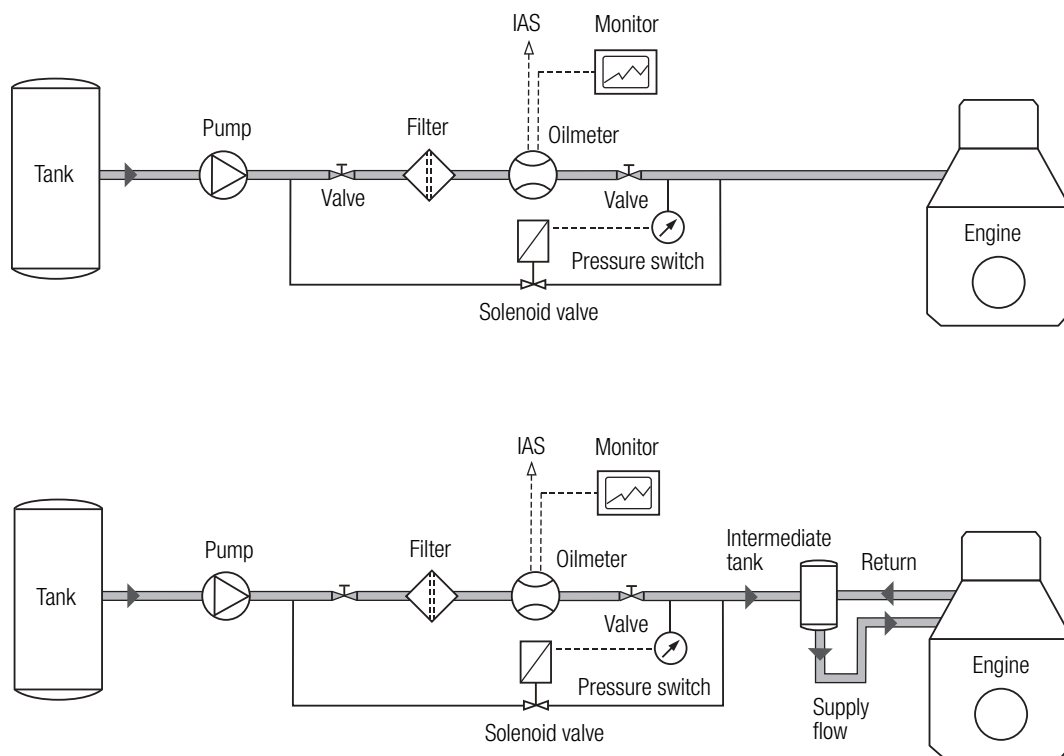 IAS
Monitor
Pump
Filter
Oilmeter
Tank
Valve
Valve
Engine
Pressure switch
Solenoid valve
IAS
Monitor
Pump
Filter
Oilmeter
Intermediate
tank
Return
Tank
Valve
Pressure switch
Engine
Supply
flow
Solenoid valve